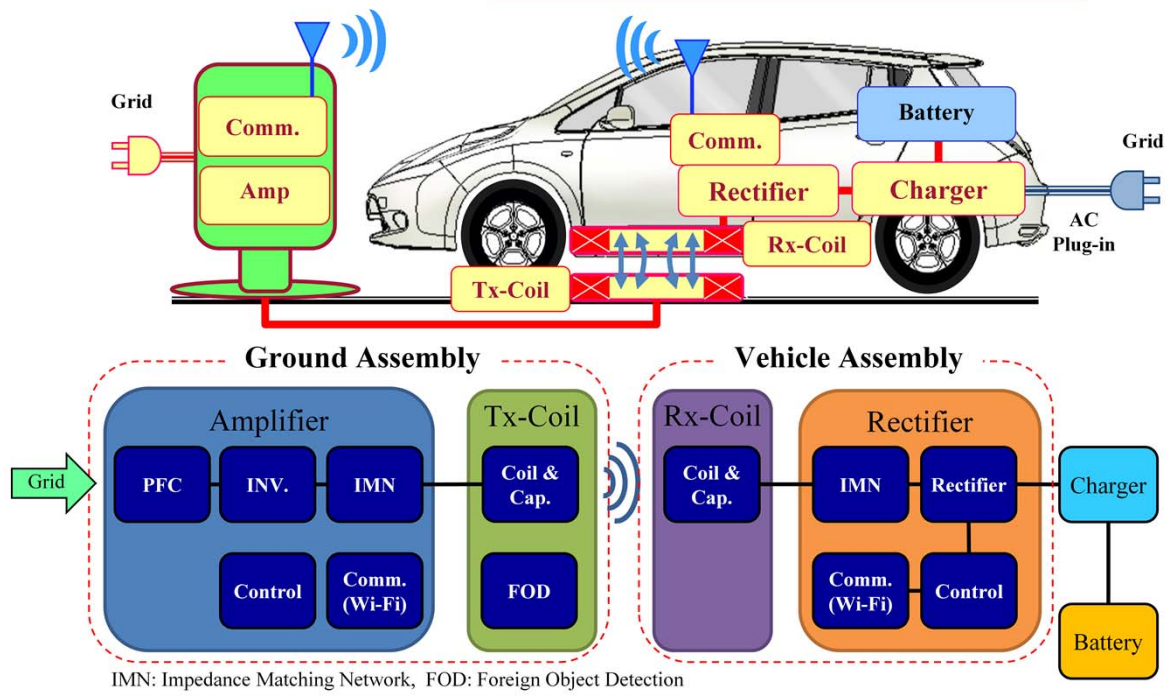 Grid
Comm.
Amp
Comm.
Battery
Grid
Rectifier
Charger
AC
Plug-in
Rx-Coil
Tx-Coil
Ground Assembly
Vehicle Assembly
Amplifier
Tx-Coil
Rx-Coil
Rectifier
Grid
PFC
INV.
IMN
Coil &
Cap.
Coil &
Cap.
IMN
Rectifier
Charger
Control
Comm.
(Wi-Fi)
FOD
Comm.
(Wi-Fi)
Control
Battery
IMN: Impedance Matching Network, FOD: Foreign Object Detection